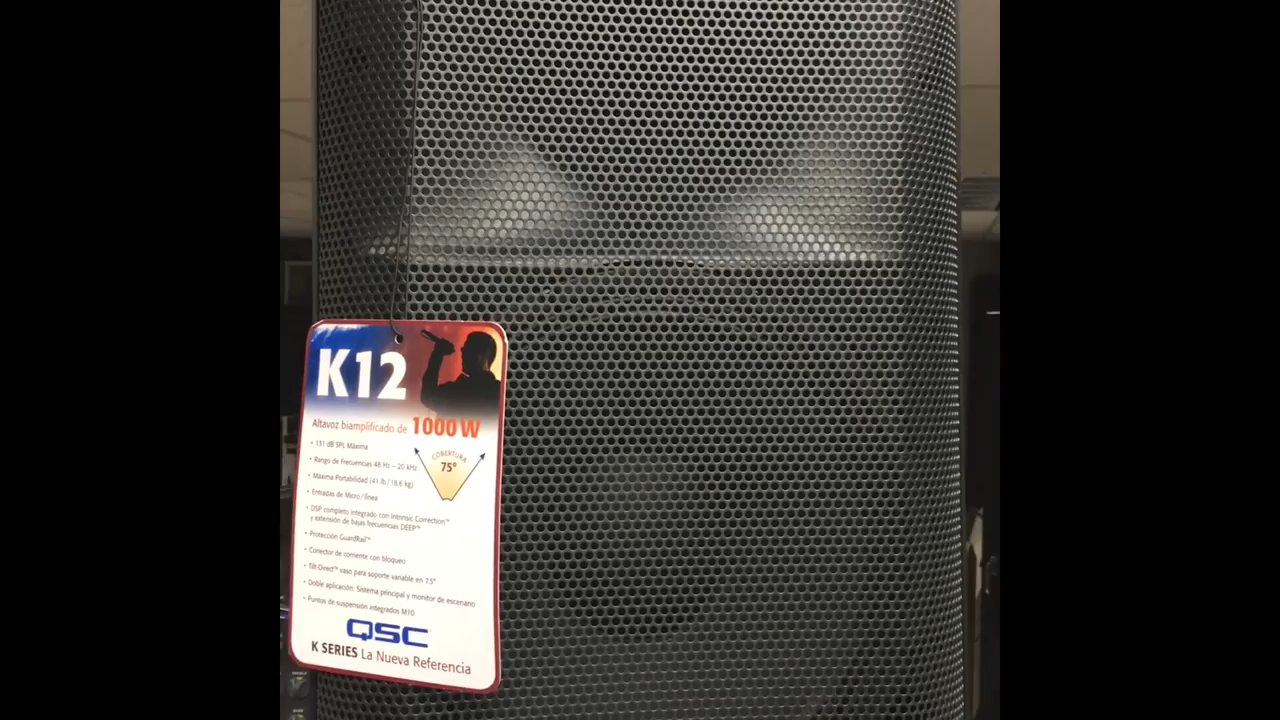 K12
Altavoz biamplificado de 1000 W
COBERTURA
75°
• 131 dB SPL Máxima
• Rango de Frecuencias 48 Hz – 20 kHz
• Máxima Portabilidad (41 lb / 18.6 kg)
• Entradas de Micro / línea
• DSP completo integrado con Intrinsic Correction™
y extensión de bajas frecuencias DEEP™
• Protección GuardRail™
• Conector de corriente con bloqueo
• Tilt-Direct™ vaso para soporte variable en 7.5°
• Doble aplicación: Sistema principal y monitor de escenario
• Puntos de suspensión integrados M10
QSC
K SERIES La Nueva Referencia